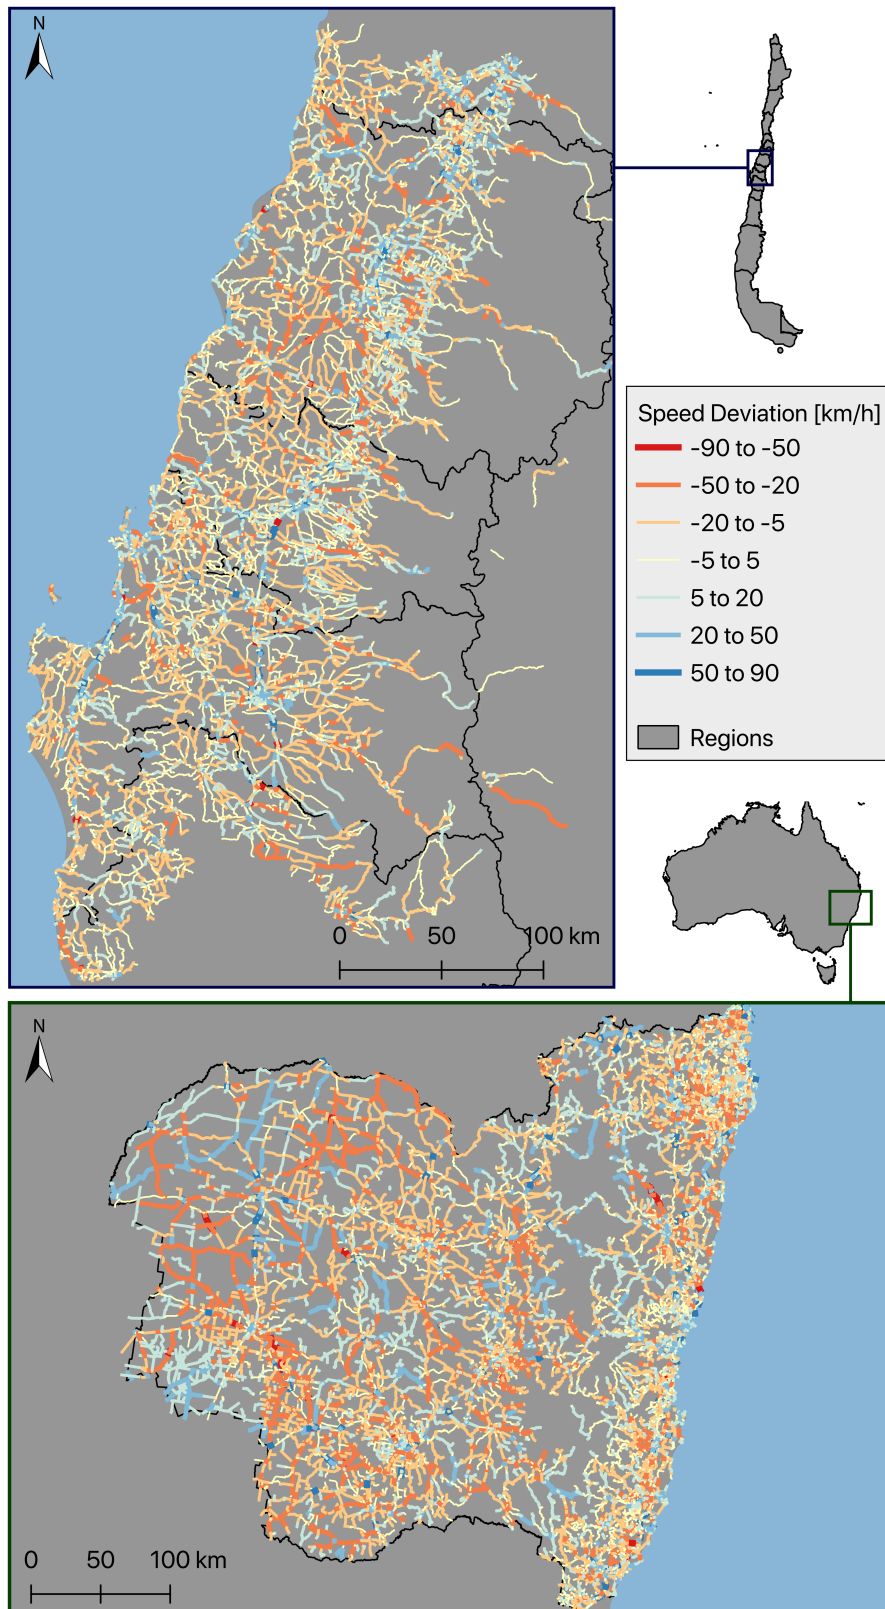 N
Speed Deviation [km/h]
-90 to -50
-50 to -20
-20 to -5
-5 to 5
5 to 20
20 to 50
50 to 90
Regions
0 50 100 km
N
0 50 100 km